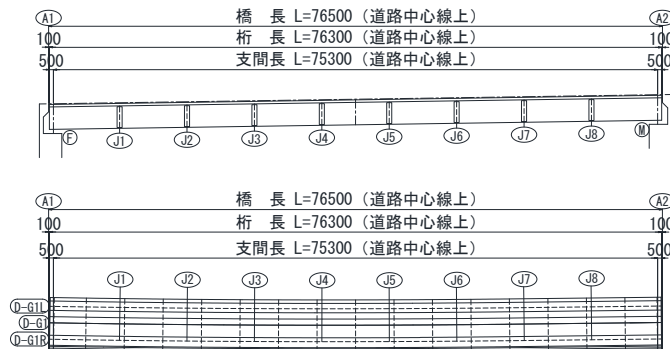 A1 橋 長 L=76500 (道路中心線上) A2
100 桁 長 L=76300 (道路中心線上) 100
500 支間長 L=75300 (道路中心線上) 500
F J1 J2 J3 J4 J5 J6 J7 J8 M
A1 橋 長 L=76500 (道路中心線上) A2
100 桁 長 L=76300 (道路中心線上) 100
500 支間長 L=75300 (道路中心線上) 500
J1 J2 J3 J4 J5 J6 J7 J8
D-G1L
D-G1
D-G1R